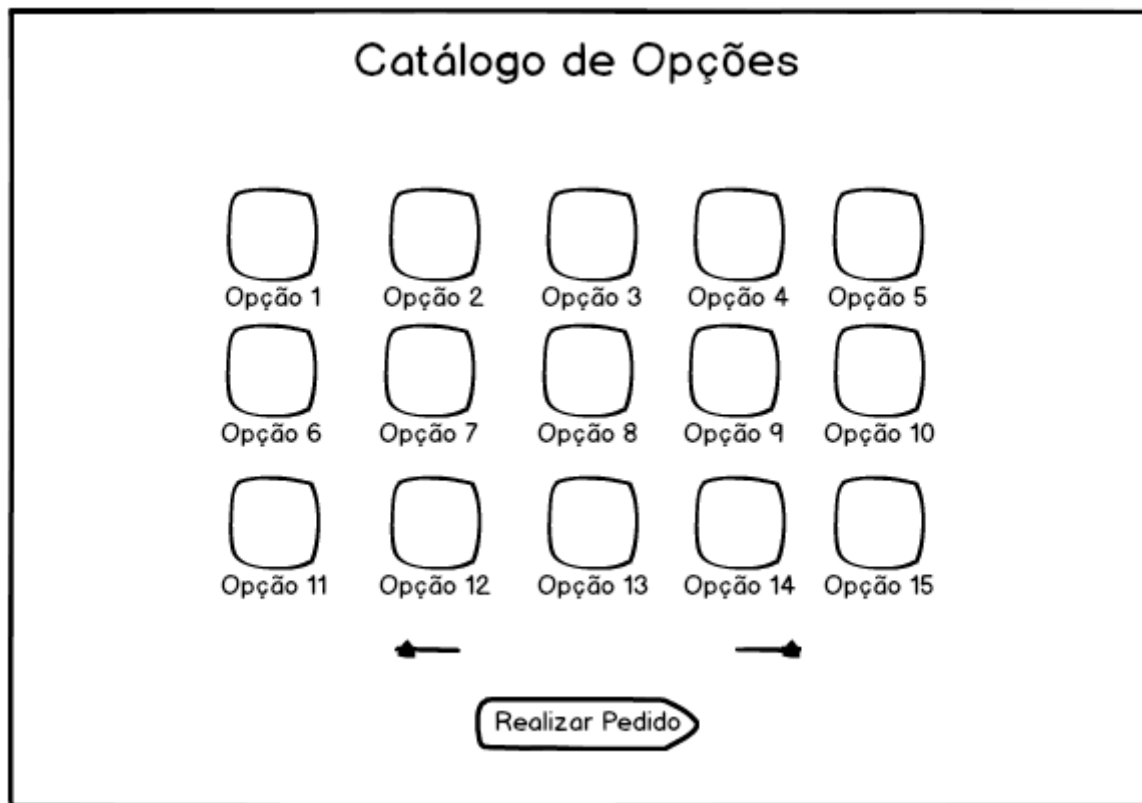 Catálogo de Opções
Opção 1 Opção 2 Opção 3 Opção 4 Opção 5
Opção 6 Opção 7 Opção 8 Opção 9 Opção 10
Opção 11 Opção 12 Opção 13 Opção 14 Opção 15
Realizar Pedido